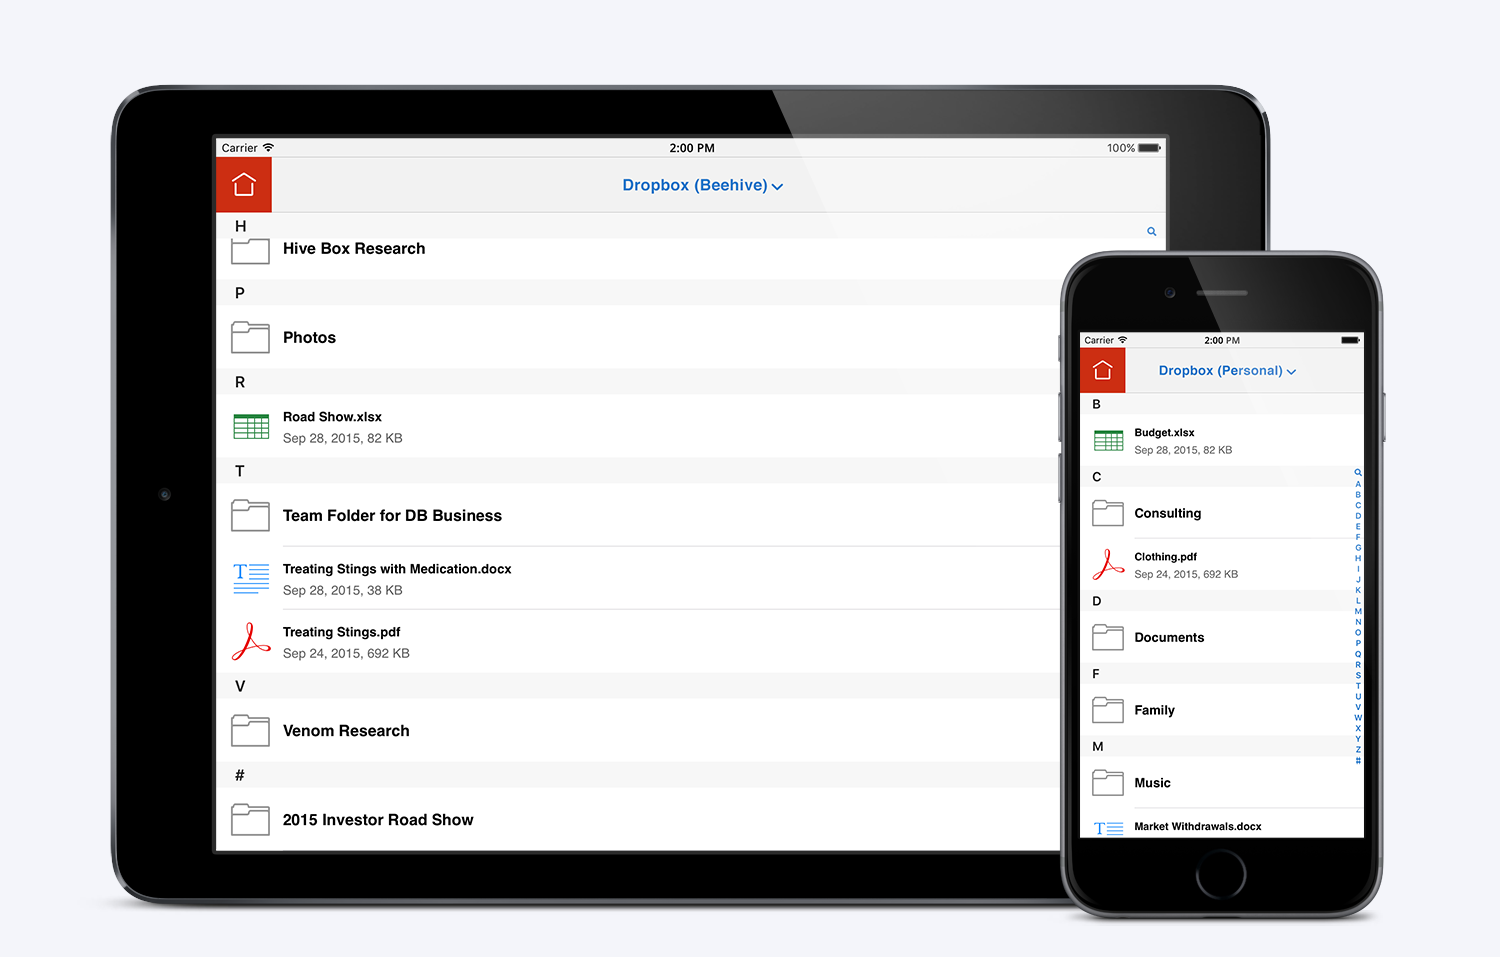 Carrier
2:00 PM
100%
Dropbox (Beehive)
H
Hive Box Research
P
Photos
R
Road Show.xlsx
Sep 28, 2015, 82 KB
T
Team Folder for DB Business
T
Treating Stings with Medication.docx
Sep 28, 2015, 38 KB
Treating Stings.pdf
Sep 24, 2015, 692 KB
V
Venom Research
#
2015 Investor Road Show
Carrier
2:00 PM
Dropbox (Personal)
B
Budget.xlsx
Sep 28, 2015, 82 KB
C
Consulting
Clothing.pdf
Sep 24, 2015, 692 KB
D
Documents
F
Family
M
Music
T
Market Withdrawals.docx
A
B
C
D
E
F
G
H
I
J
K
L
M
N
O
P
Q
R
S
T
U
V
W
X
Y
Z
#